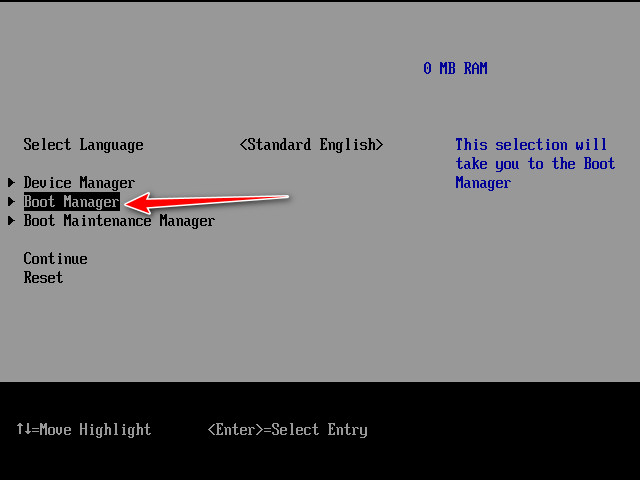 0 MB RAM
Select Language <Standard English> This selection will
take you to the Boot
Device Manager Manager
Boot Manager
Boot Maintenance Manager
Continue
Reset
↑↓=Move Highlight <Enter>=Select Entry